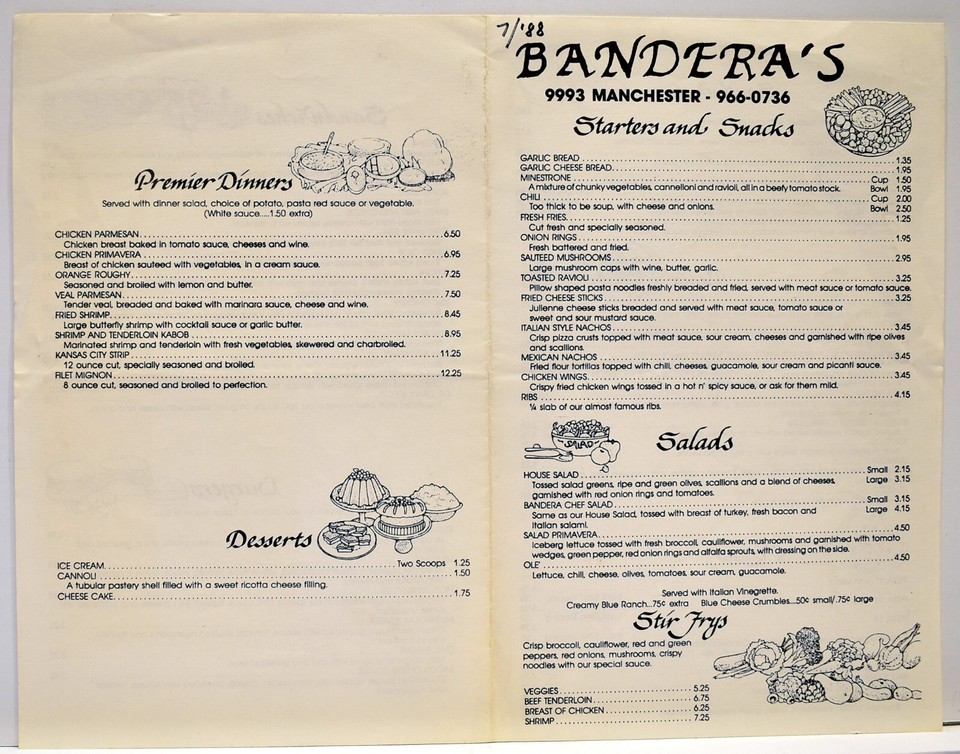 Premier Dinners
Served with dinner salad, choice of potato, pasta red sauce or vegetable.
(White sauce....1.50 extra)
CHICKEN PARMESAN 6.50
Chicken breast baked in tomato sauce, cheeses and wine.
CHICKEN PRIMAVERA 6.95
Breast of chicken sauteed with vegetables, in a cream sauce.
ORANGE ROUGHY 7.25
Seasoned and broiled with lemon and butter.
VEAL PARMESAN 7.50
Tender veal, breaded and baked with marinara sauce, cheese and wine.
FRIED SHRIMP 8.45
Large butterfly shrimp with cocktail sauce or garlic butter.
SHRIMP AND TENDERLOIN KABOB 8.95
Marinated shrimp and tenderloin with fresh vegetables, skewered and charbroiled.
KANSAS CITY STRIP 11.25
12 ounce cut, specially seasoned and broiled.
FILET MIGNON 12.25
8 ounce cut, seasoned and broiled to perfection.
Desserts
ICE CREAM Two Scoops 1.25
CANNOLI 1.50
A tubular pastery shell filled with a sweet ricotta cheese filling.
CHEESE CAKE 1.75
7/'88
BANDERA'S
9993 MANCHESTER - 966-0736
Starters and Snacks
GARLIC BREAD 1.35
GARLIC CHEESE BREAD 1.95
MINESTRONE Cup 1.50
A mixture of chunky vegetables, cannelloni and ravioli, all in a beefy tomato stock. Bowl 1.95
CHILI Cup 2.00
Too thick to be soup, with cheese and onions. Bowl 2.50
FRESH FRIES 1.25
Cut fresh and specially seasoned.
ONION RINGS 1.95
Fresh battered and fried.
SAUTEED MUSHROOMS 2.95
Large mushroom caps with wine, butter, garlic.
TOASTED RAVIOLI 3.25
Pillow shaped pasta noodles freshly breaded and fried, served with meat sauce or tomato sauce.
FRIED CHEESE STICKS 3.25
Julienne cheese sticks breaded and served with meat sauce, tomato sauce or
sweet and sour mustard sauce.
ITALIAN STYLE NACHOS 3.45
Crisp pizza crusts topped with meat sauce, sour cream, cheeses and garnished with ripe olives
and scallions.
MEXICAN NACHOS 3.45
Fried flour tortillas topped with chili, cheeses, guacamole, sour cream and picanti sauce.
CHICKEN WINGS 3.45
Crispy fried chicken wings tossed in a hot n' spicy sauce, or ask for them mild.
RIBS 4.15
¼ slab of our almost famous ribs.
SALAD
Salads
HOUSE SALAD Small 2.15
Tossed salad greens, ripe and green olives, scallions and a blend of cheeses, Large 3.15
garnished with red onion rings and tomatoes.
BANDERA CHEF SALAD Small 3.15
Same as our House Salad, tossed with breast of turkey, fresh bacon and Large 4.15
Italian salami.
SALAD PRIMAVERA 4.50
Iceberg lettuce tossed with fresh broccoli, cauliflower, mushrooms and garnished with tomato
wedges, green pepper, red onion rings and alfalfa sprouts, with dressing on the side.
OLE' 4.50
Lettuce, chili, cheese, olives, tomatoes, sour cream, guacamole.
Served with Italian Vinegrette.
Creamy Blue Ranch...75¢ extra Blue Cheese Crumbles...50¢ small/.75¢ large
Stir Frys
Crisp broccoli, cauliflower, red and green
peppers, red onions, mushrooms, crispy
noodles with our special sauce.
VEGGIES 5.25
BEEF TENDERLOIN 6.75
BREAST OF CHICKEN 6.25
SHRIMP 7.25